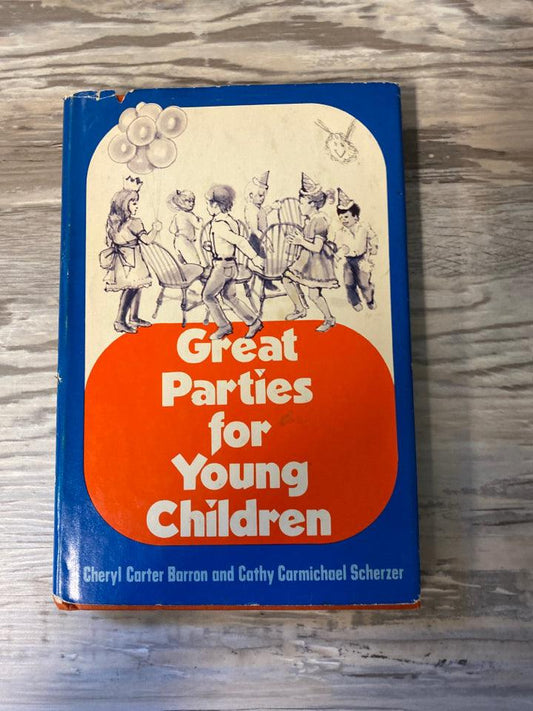 Great
Parties
for
Young
Children
Cheryl Carter Barron and Cathy Carmichael Scherzer